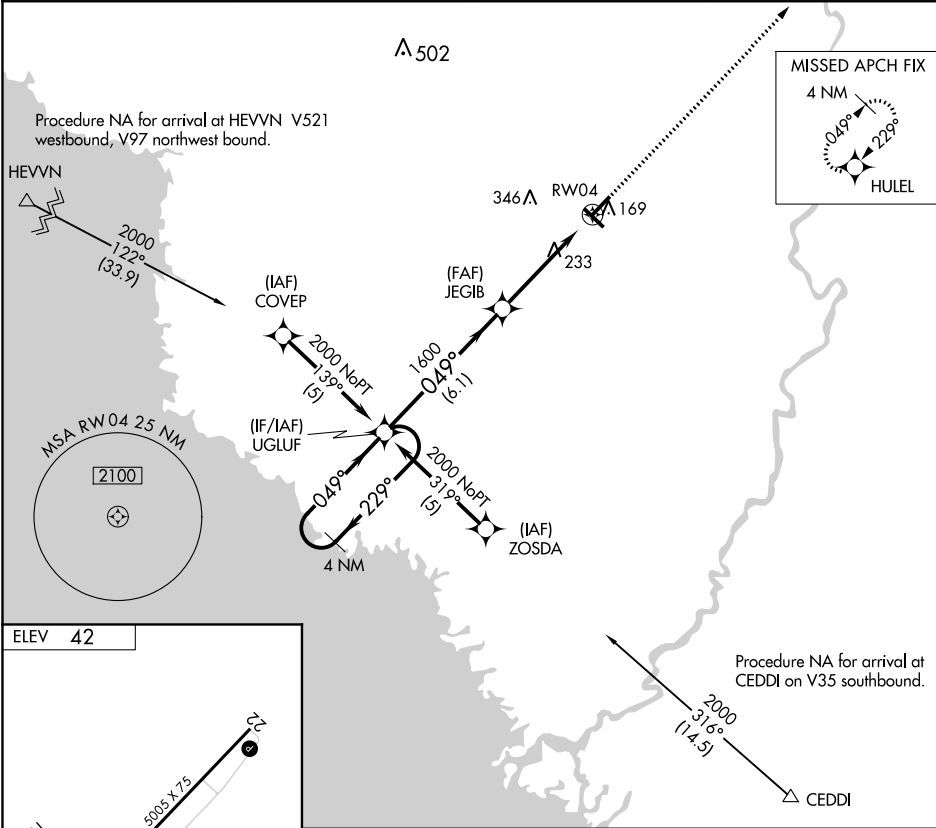 502
MISSED APCH FIX
4 NM
049°
229°
HULEL
Procedure NA for arrival at HEVVN V521
westbound, V97 northwest bound.
HEVVN
2000
122°
(33.9)
346
RW04
169
233
(FAF)
JEGIB
(IAF)
COVEP
2000 NoPT
139°
(5)
1600
049°
(6.1)
(IF/IAF)
UGLUF
2000 NoPT
319°
(5)
(IAF)
ZOSDA
049°
229°
4 NM
MSA RW 04 25 NM
2100
ELEV 42
22
P
5005 X 75
Procedure NA for arrival at
CEDDI on V35 southbound.
2000
316°
(14.5)
CEDDI